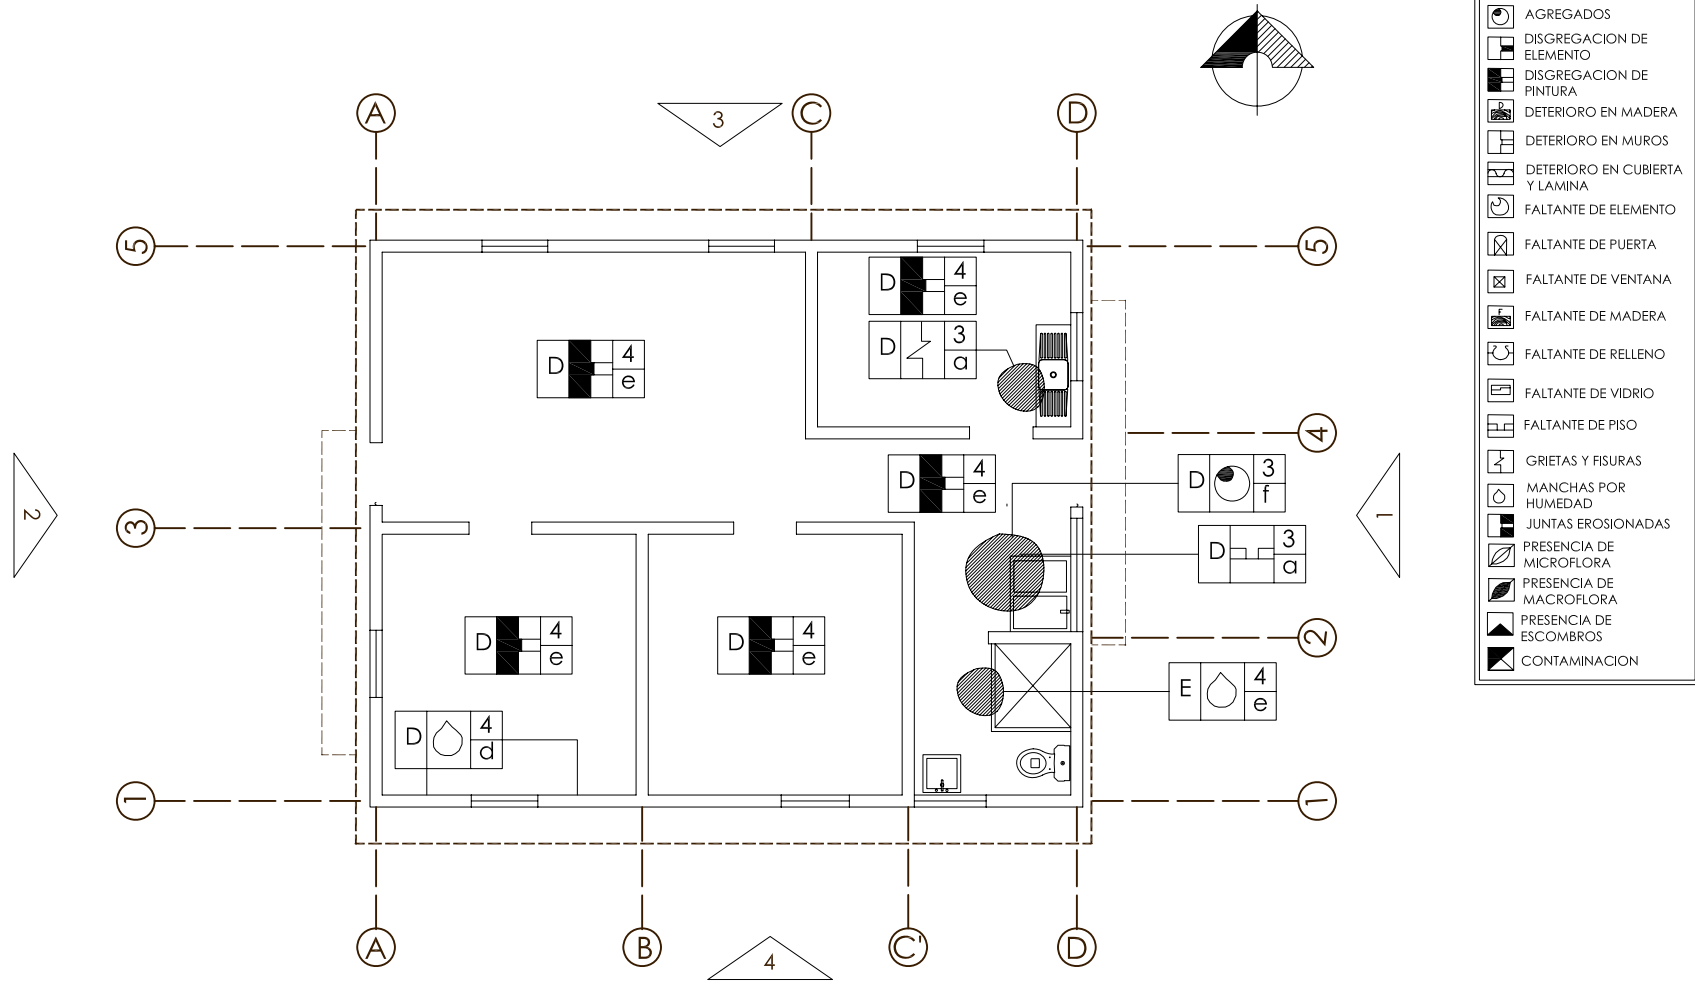 A
3
C
D
5
5
D
4
e
D
3
a
D
4
e
4
D
4
e
D
3
f
2
1
3
D
3
a
D
4
e
D
4
e
2
E
4
e
D
4
d
1
1
A
B
C'
D
4
AGREGADOS
DISGREGACION DE
ELEMENTO
DISGREGACION DE
PINTURA
D
DETERIORO EN MADERA
DETERIORO EN MUROS
DETERIORO EN CUBIERTA
Y LAMINA
FALTANTE DE ELEMENTO
FALTANTE DE PUERTA
FALTANTE DE VENTANA
F
FALTANTE DE MADERA
FALTANTE DE RELLENO
FALTANTE DE VIDRIO
FALTANTE DE PISO
GRIETAS Y FISURAS
MANCHAS POR
HUMEDAD
JUNTAS EROSIONADAS
PRESENCIA DE
MICROFLORA
PRESENCIA DE
MACROFLORA
PRESENCIA DE
ESCOMBROS
CONTAMINACION